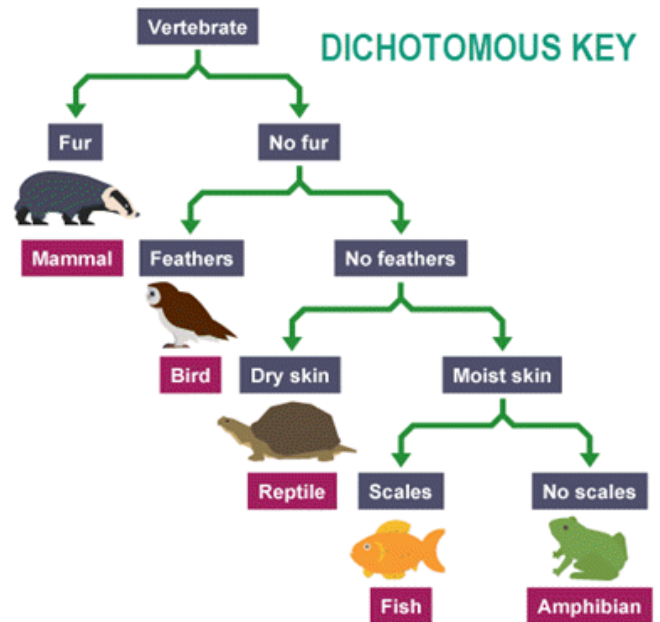 Vertebrate
DICHOTOMOUS KEY
Fur
No fur
Mammal
Feathers
No feathers
Bird
Dry skin
Moist skin
Reptile
Scales
No scales
Fish
Amphibian